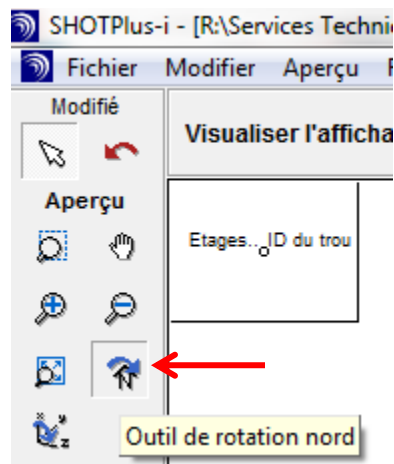 SHOTPlus-i - [R:\Services Techni
Fichier Modifier Aperçu
Modifié
Visualiser l'afficha
Aperçu
Etages.. ID du trou
N
x y z
Outil de rotation nord